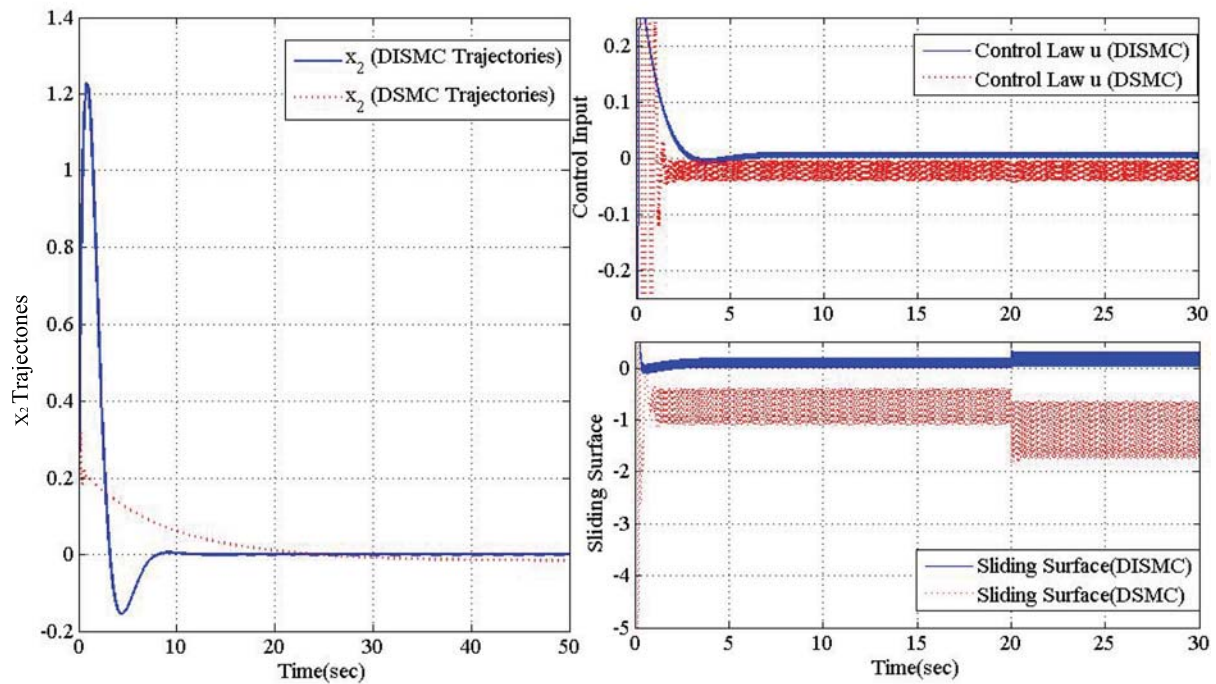 1.4
1.2
1
0.8
0.6
0.4
0.2
0
-0.2
X₂ Trajectones
x₂ (DISMC Trajectories)
x₂ (DSMC Trajectories)
0 10 20 30 40 50
Time(sec)
0.2
0.1
0
-0.1
-0.2
Control Input
Control Law u (DISMC)
Control Law u (DSMC)
0 5 10 15 20 25 30
0
-1
-2
-3
-4
-5
Sliding Surface
Sliding Surface(DISMC)
Sliding Surface(DSMC)
0 5 10 15 20 25 30
Time(sec)